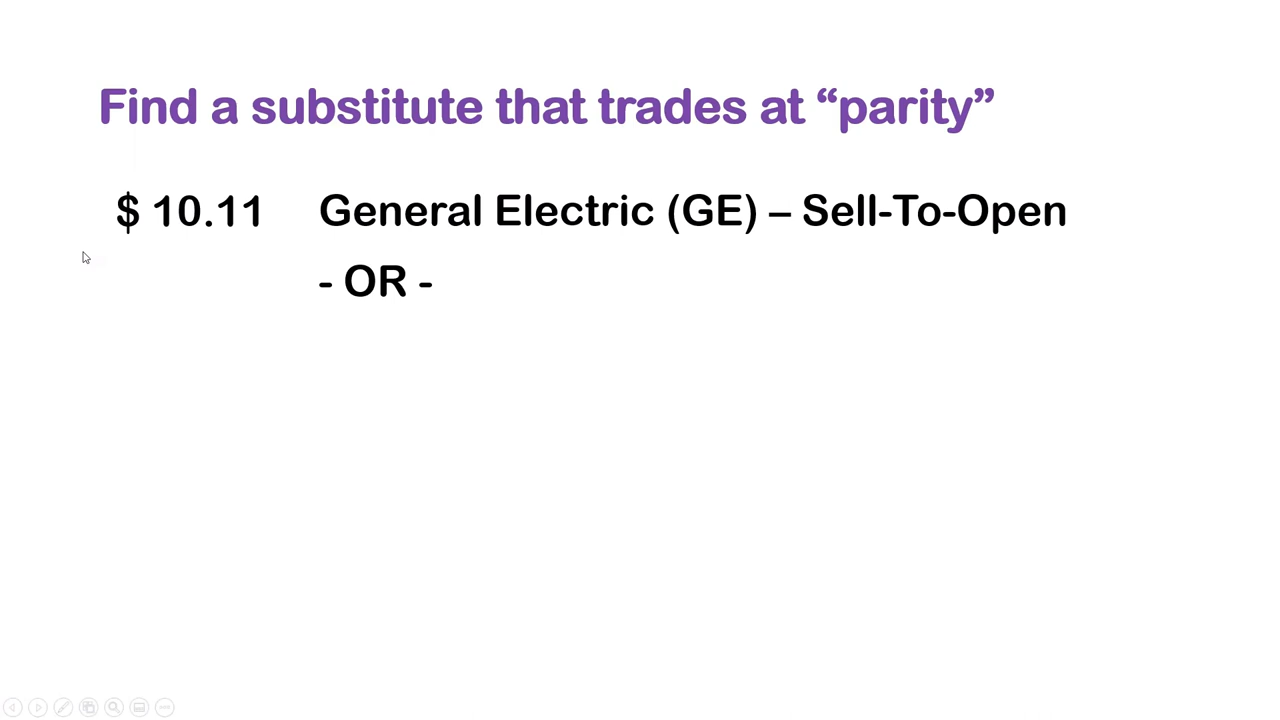 Find a substitute that trades at “parity”
$ 10.11 General Electric (GE) – Sell-To-Open
- OR -